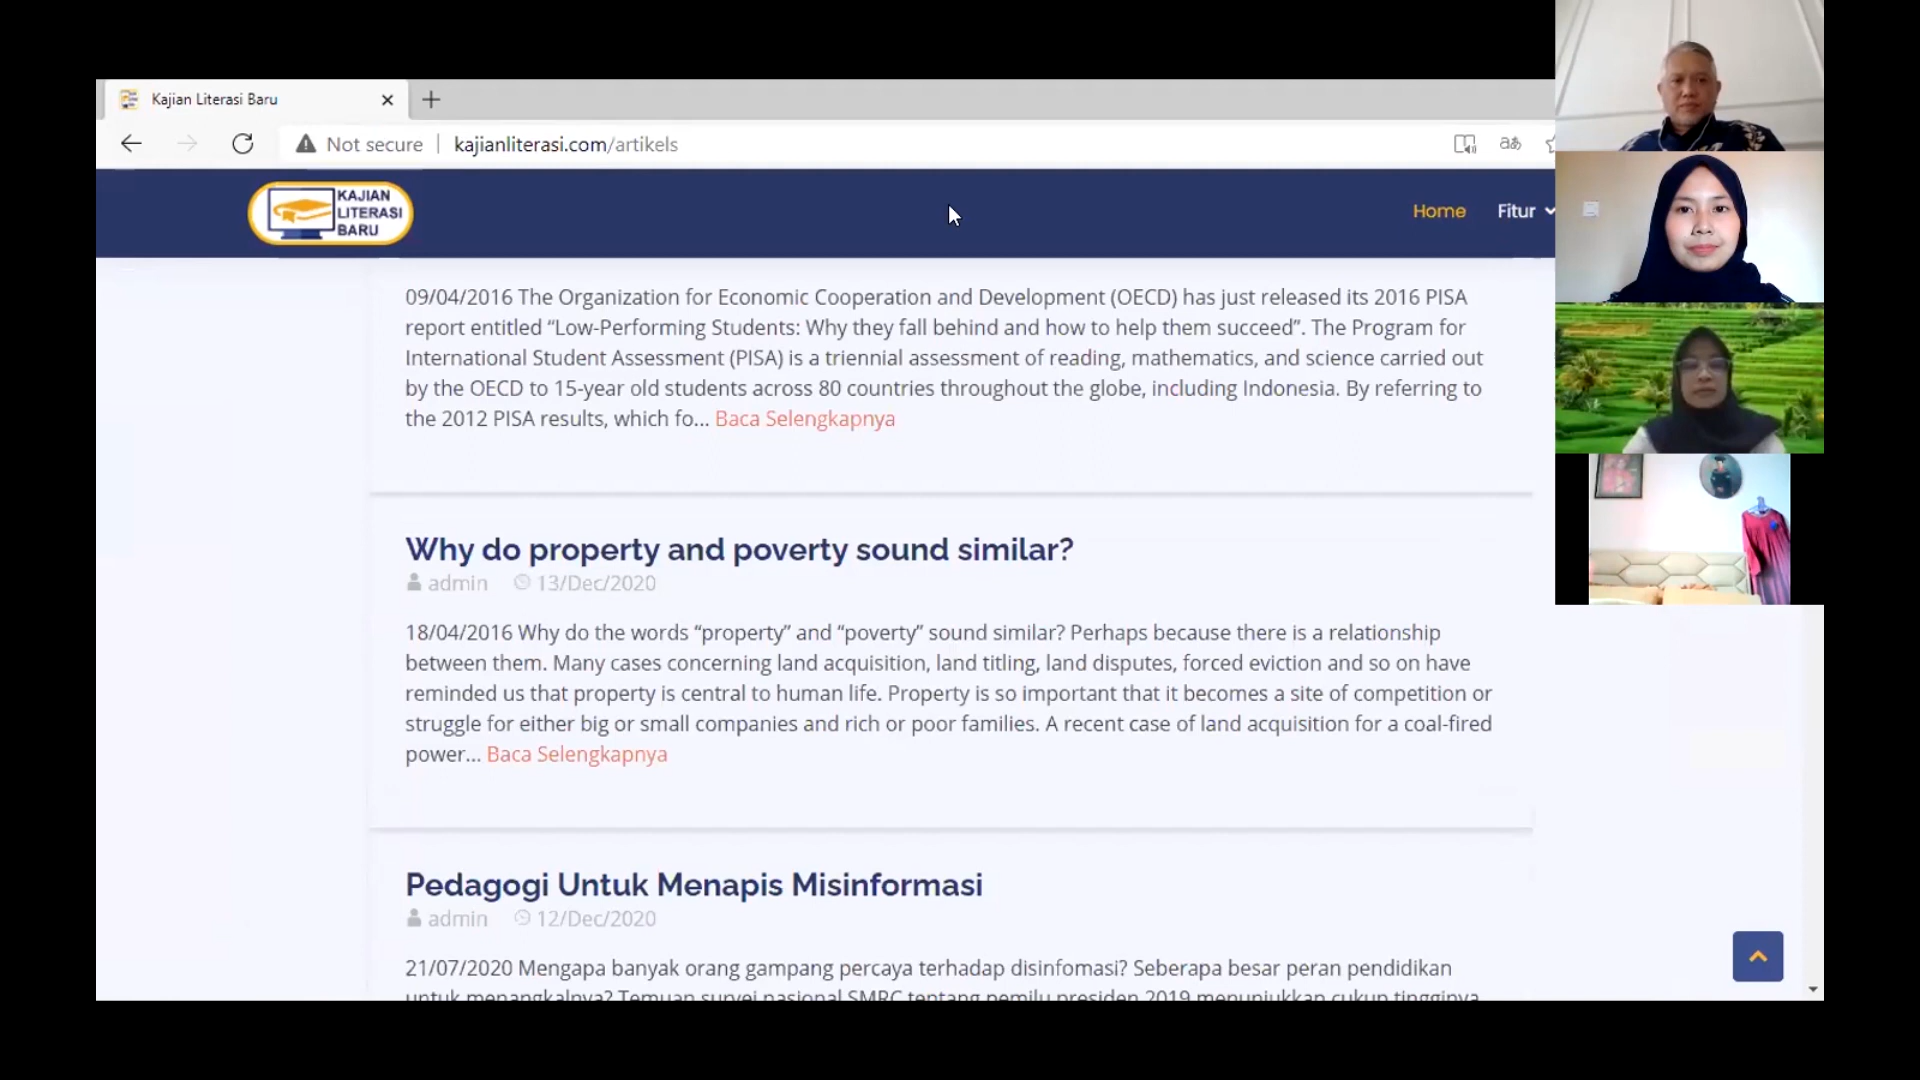 Kajian Literasi Baru
Not secure | kajianliterasi.com/artikels
KAJIAN
LITERASI
BARU
Home Fitur
09/04/2016 The Organization for Economic Cooperation and Development (OECD) has just released its 2016 PISA
report entitled “Low-Performing Students: Why they fall behind and how to help them succeed”. The Program for
International Student Assessment (PISA) is a triennial assessment of reading, mathematics, and science carried out
by the OECD to 15-year old students across 80 countries throughout the globe, including Indonesia. By referring to
the 2012 PISA results, which fo... Baca Selengkapnya
Why do property and poverty sound similar?
admin 13/Dec/2020
18/04/2016 Why do the words “property” and “poverty” sound similar? Perhaps because there is a relationship
between them. Many cases concerning land acquisition, land titling, land disputes, forced eviction and so on have
reminded us that property is central to human life. Property is so important that it becomes a site of competition or
struggle for either big or small companies and rich or poor families. A recent case of land acquisition for a coal-fired
power... Baca Selengkapnya
Pedagogi Untuk Menapis Misinformasi
admin 12/Dec/2020
21/07/2020 Mengapa banyak orang gampang percaya terhadap disinfomasi? Seberapa besar peran pendidikan
untuk menangkalnya? Temuan survei nasional SMRC tentang pemilu presiden 2019 menunjukkan cukup tingginya